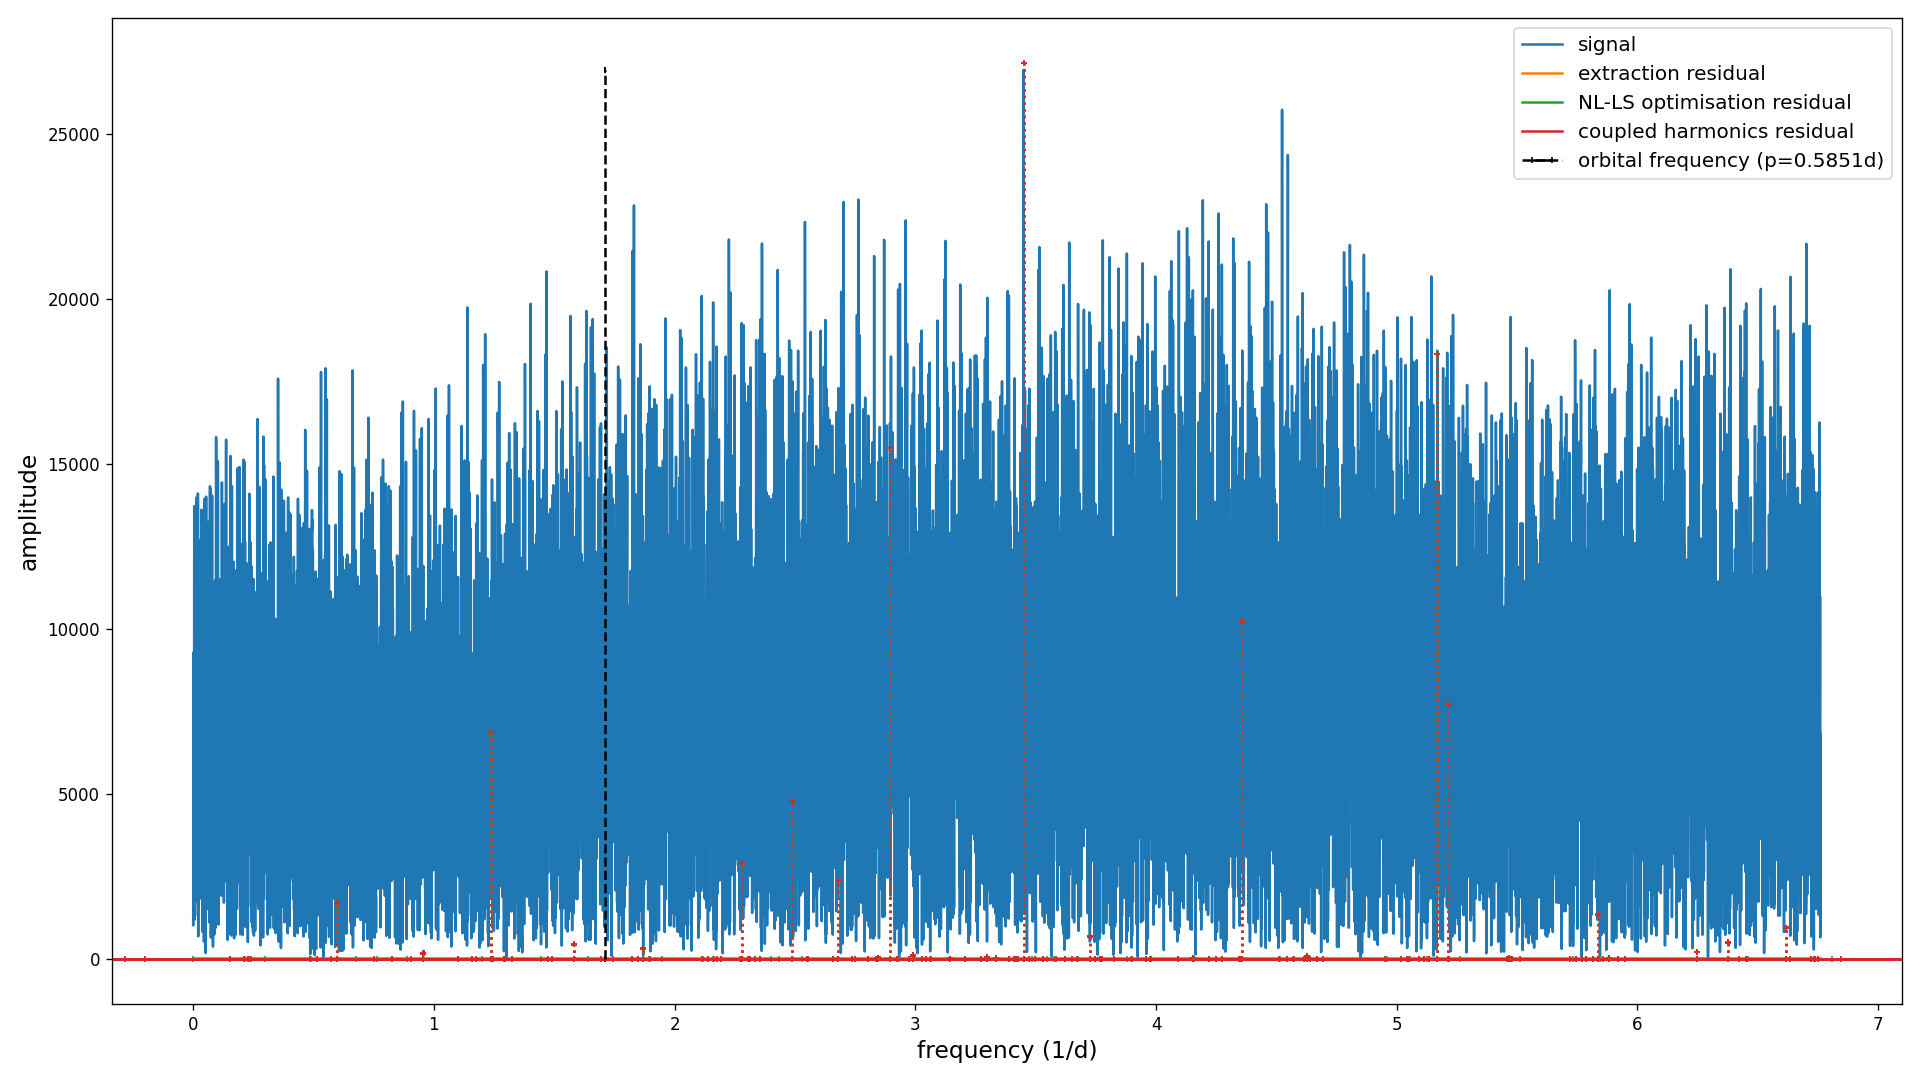 signal
extraction residual
NL-LS optimisation residual
coupled harmonics residual
orbital frequency (p=0.5851d)
amplitude
25000
20000
15000
10000
5000
0
0 1 2 3 4 5 6 7
frequency (1/d)